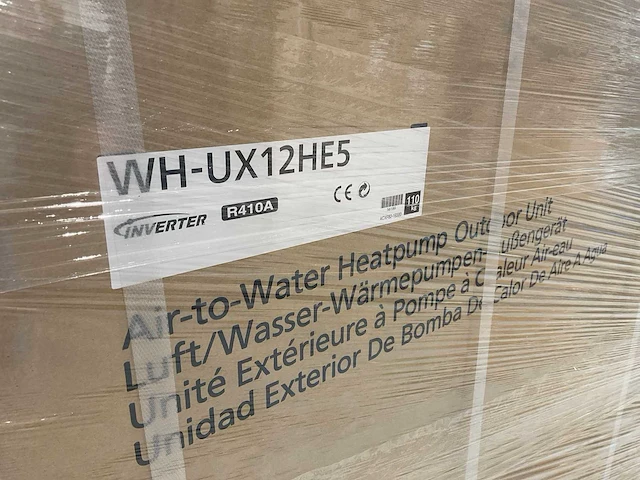 WH-UX12HE5
INVERTER R410A CE 110
Air-to-Water Heatpump Outdoor Unit
Luft/Wasser-Wärmepumpen-Außengerät
Unité Extérieure à Pompe à Chaleur Air-eau
Unidad Exterior De Bomba De Calor De Aire A Agua